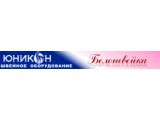 ЮНИКОН
ШВЕЙНОЕ ОБОРУДОВАНИЕ
Белошвейка